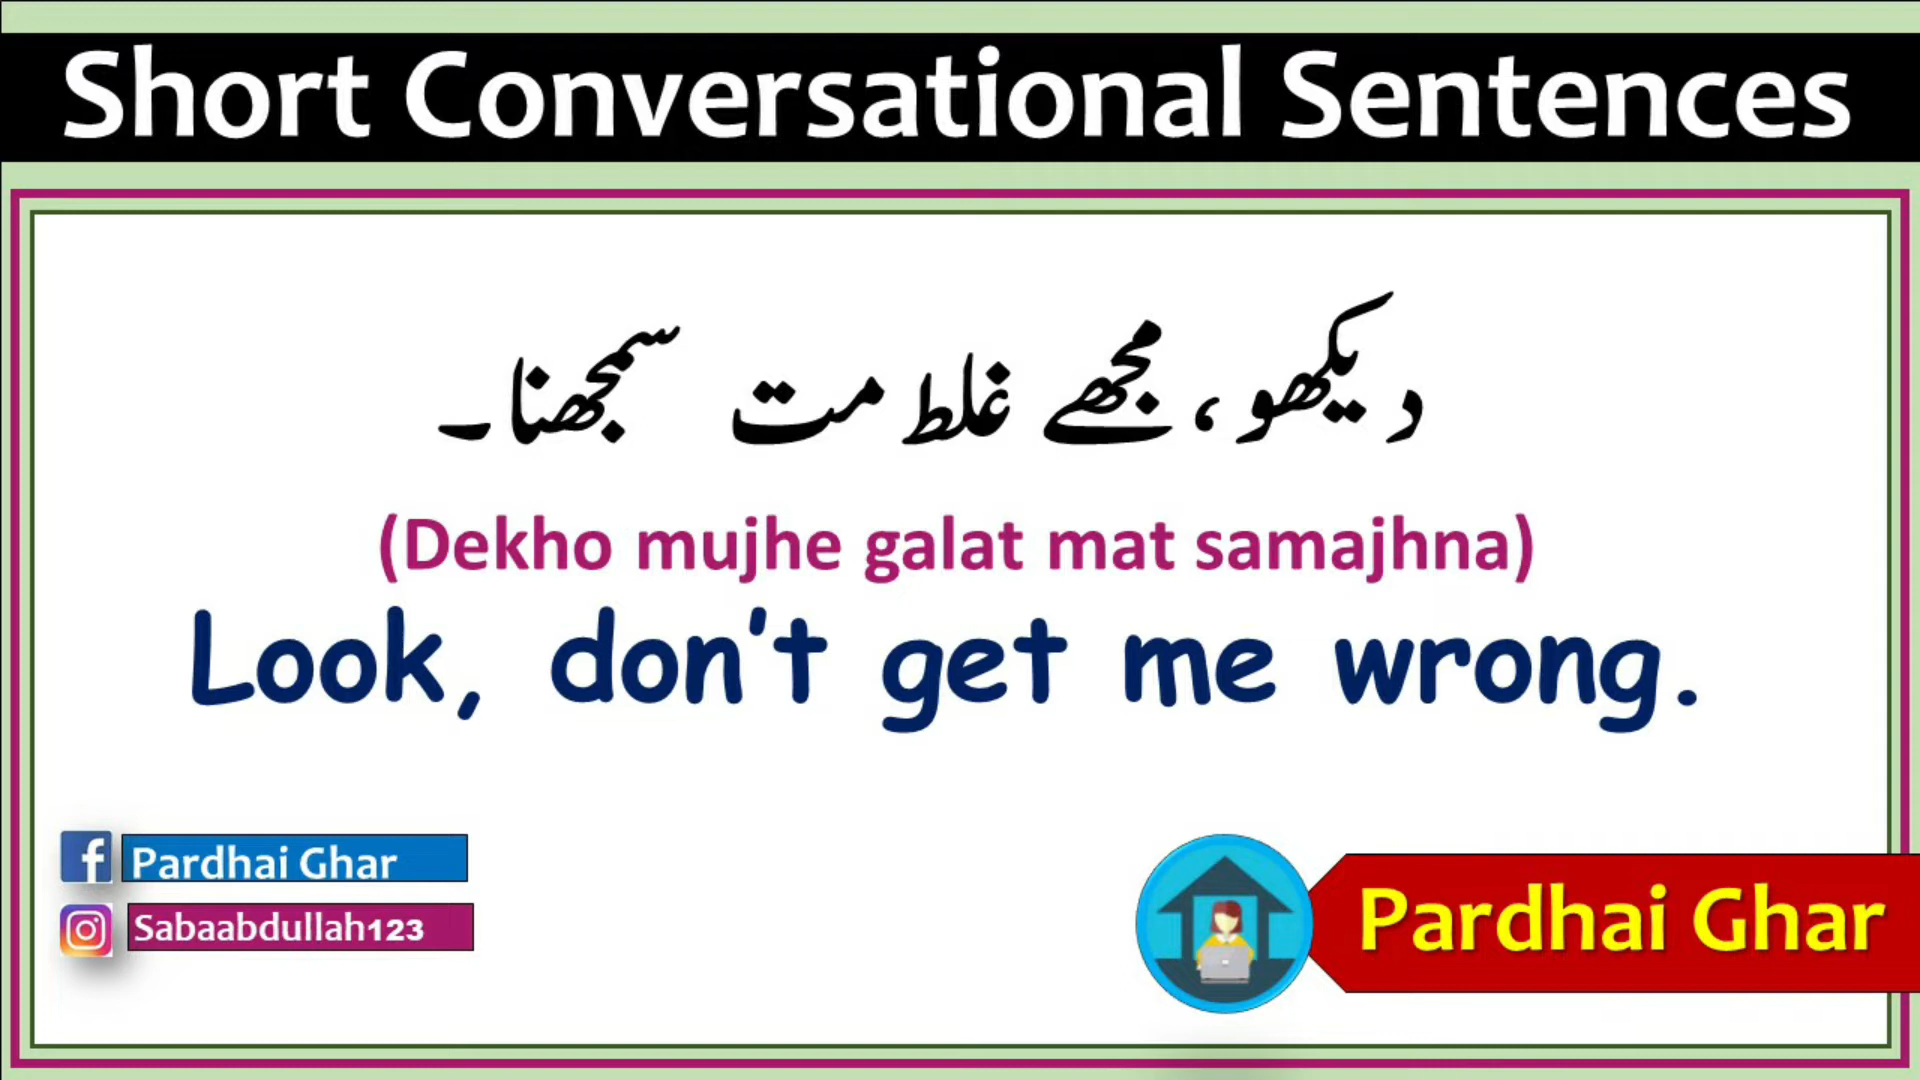 Short Conversational Sentences
دیکھو، مجھے غلط مت سمجھنا۔
(Dekho mujhe galat mat samajhna)
Look, don't get me wrong.
f Pardhai Ghar
Sabaabdullah123
Pardhai Ghar